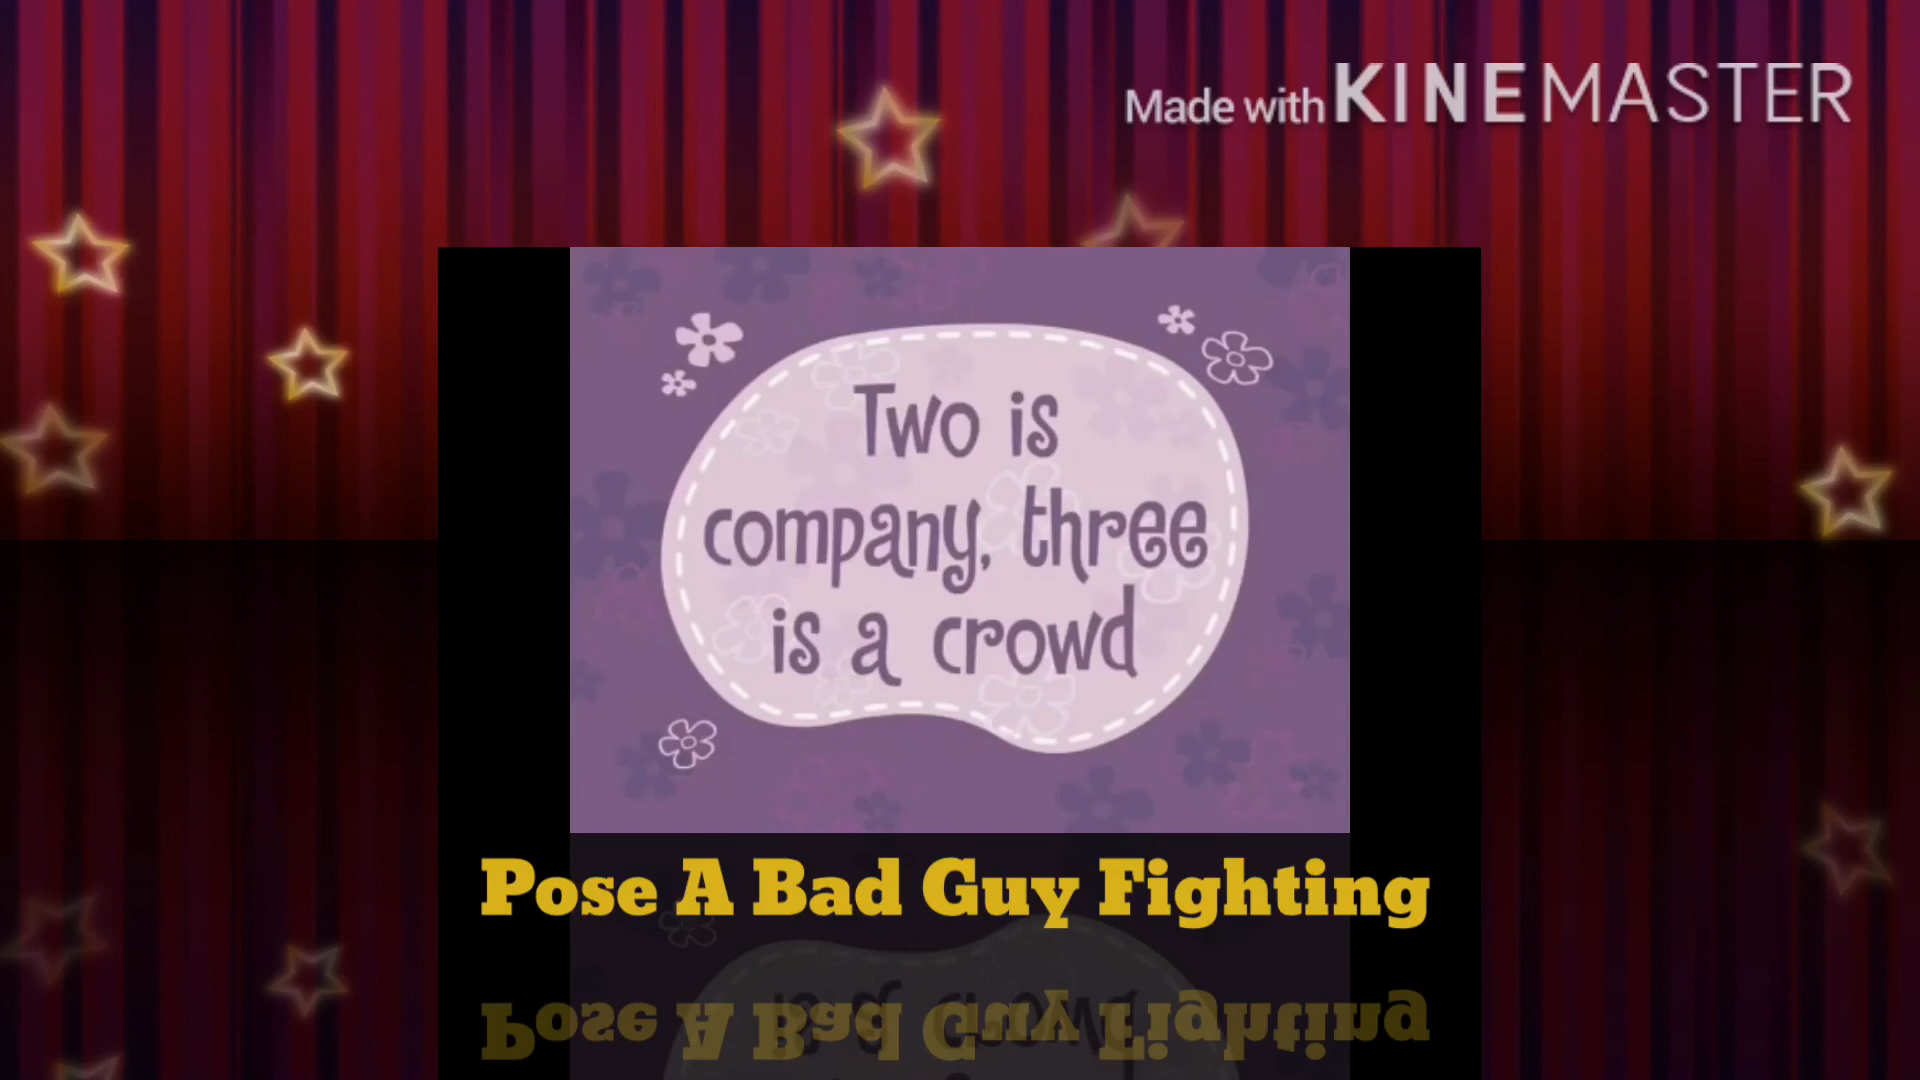 Made with KINEMASTER
Two is
company, three
is a crowd
Pose A Bad Guy Fighting